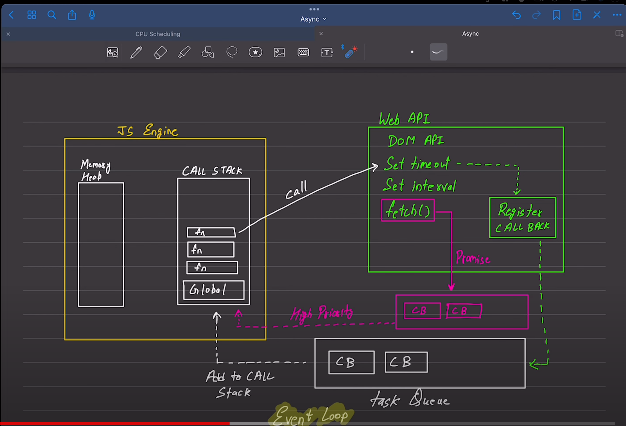 Async
CPU Scheduling
Async
JS Engine
Memory
Heap
CALL STACK
fn
fn
fn
Global
call
Web API
DOM API
Set timeout
Set interval
fetch()
Register
CALL BACK
Promise
CB
CB
High Priority
CB
CB
Add to CALL
Stack
task Queue
Event Loop